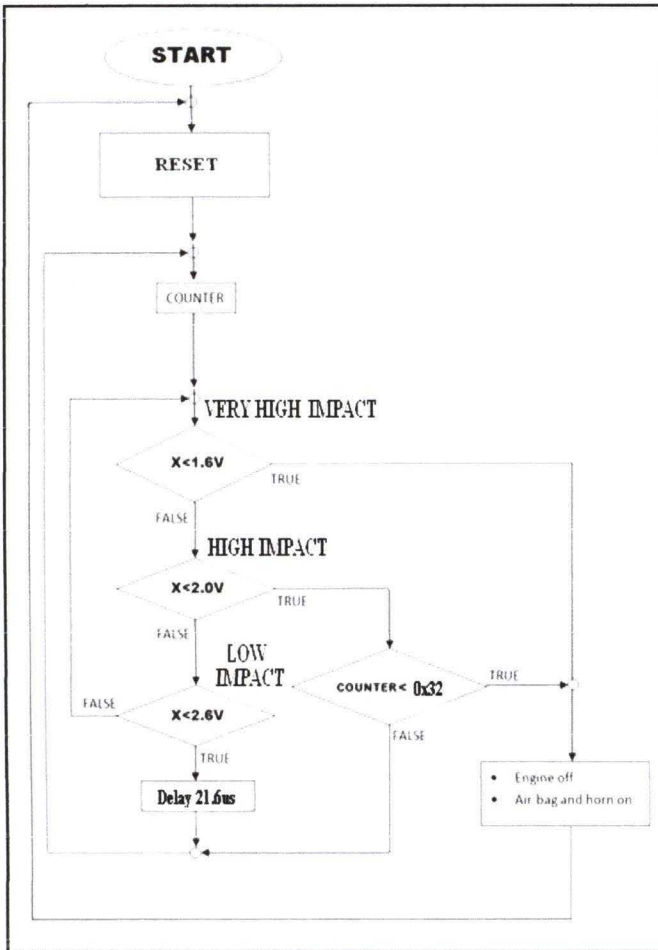 START
RESET
COUNTER
VERY HIGH IMPACT
X<1.6V
TRUE
FALSE
HIGH IMPACT
X<2.0V
TRUE
FALSE
LOW
IMPACT
COUNTER< 0x32
TRUE
FALSE
X<2.6V
FALSE
TRUE
Delay 21.6us
• Engine off
• Air bag and horn on